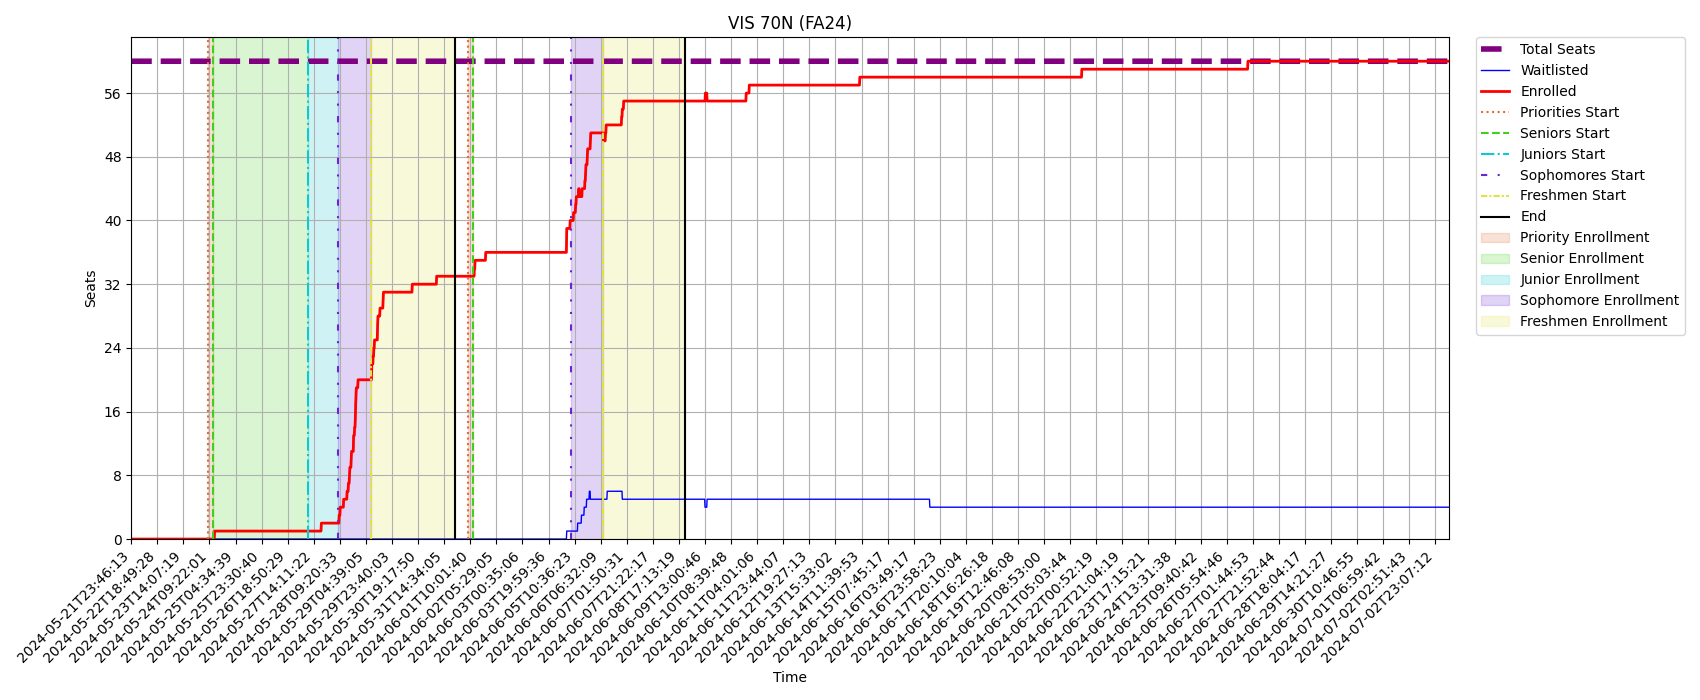 VIS 70N (FA24)
Seats
56
48
40
32
24
16
8
0
2024-05-21T23:46:13
2024-05-22T18:49:28
2024-05-23T14:07:19
2024-05-24T09:22:01
2024-05-25T04:34:39
2024-05-25T23:30:40
2024-05-26T18:50:29
2024-05-27T14:11:22
2024-05-28T09:20:33
2024-05-29T04:39:05
2024-05-29T23:40:03
2024-05-30T19:17:50
2024-05-31T14:34:05
2024-06-01T10:01:40
2024-06-02T05:29:05
2024-06-03T00:35:06
2024-06-03T19:59:36
2024-06-05T10:36:23
2024-06-06T06:32:09
2024-06-07T01:50:31
2024-06-07T21:22:17
2024-06-08T17:13:19
2024-06-09T13:00:46
2024-06-10T08:39:48
2024-06-11T04:01:06
2024-06-11T23:44:07
2024-06-12T19:27:13
2024-06-13T15:33:02
2024-06-14T11:39:53
2024-06-15T07:45:17
2024-06-16T03:49:17
2024-06-16T23:58:23
2024-06-17T20:10:04
2024-06-18T16:26:18
2024-06-19T12:46:09
2024-06-20T08:53:00
2024-06-21T05:03:44
2024-06-22T00:52:19
2024-06-22T21:04:19
2024-06-23T17:15:21
2024-06-24T13:31:38
2024-06-25T09:40:42
2024-06-26T05:54:46
2024-06-27T01:44:53
2024-06-27T21:52:44
2024-06-28T18:04:17
2024-06-29T14:21:27
2024-06-30T10:46:55
2024-07-01T06:59:42
2024-07-02T02:51:43
2024-07-02T23:07:12
Time
Total Seats
Waitlisted
Enrolled
Priorities Start
Seniors Start
Juniors Start
Sophomores Start
Freshmen Start
End
Priority Enrollment
Senior Enrollment
Junior Enrollment
Sophomore Enrollment
Freshmen Enrollment